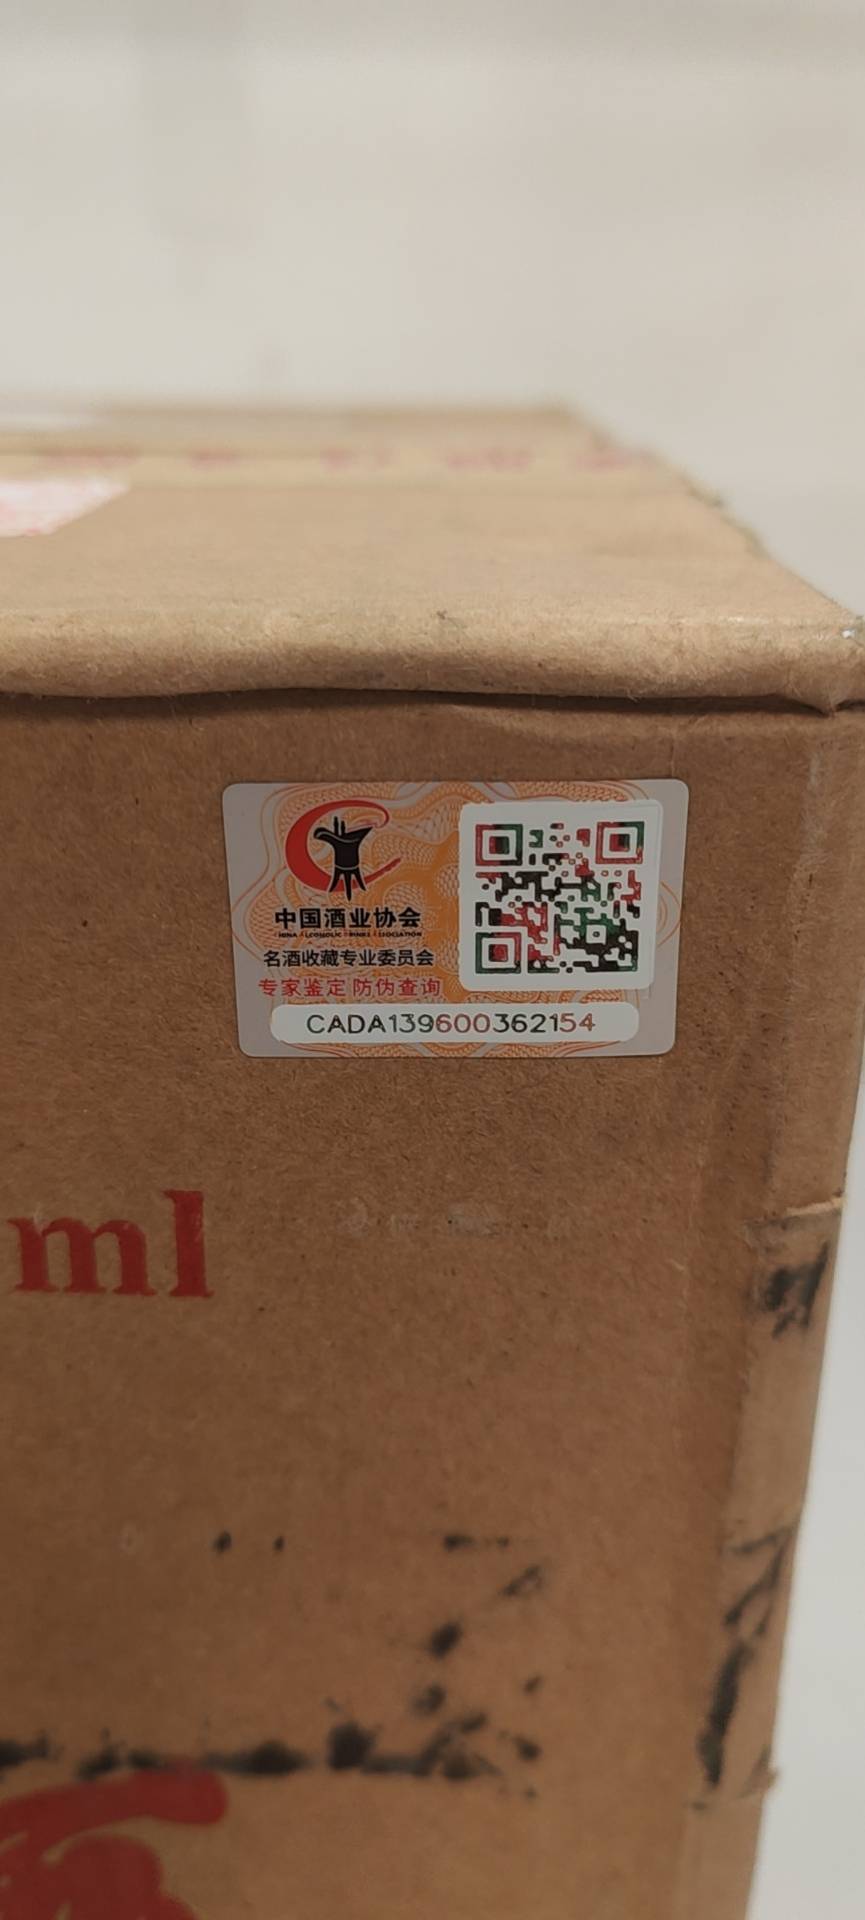 中国酒业协会
CHINA ALCOHOLIC DRINKS ASSOCIATION
名酒收藏专业委员会
专家鉴定 防伪查询
CADA139600362154
ml